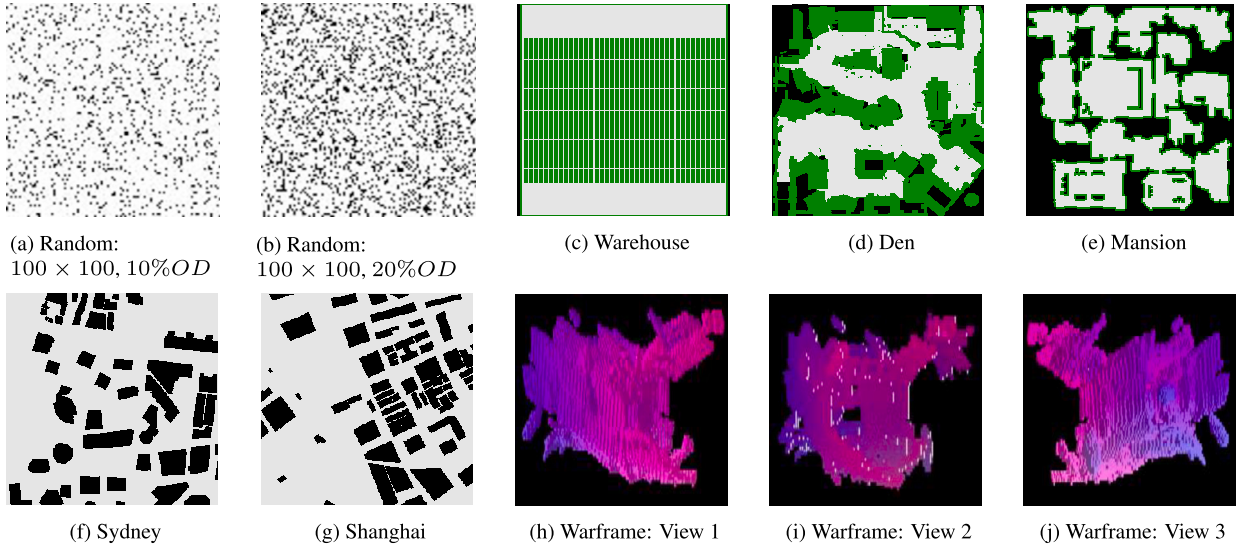 (a) Random:
100 × 100, 10%OD
(b) Random:
100 × 100, 20%OD
(c) Warehouse
(d) Den
(e) Mansion
(f) Sydney
(g) Shanghai
(h) Warframe: View 1
(i) Warframe: View 2
(j) Warframe: View 3